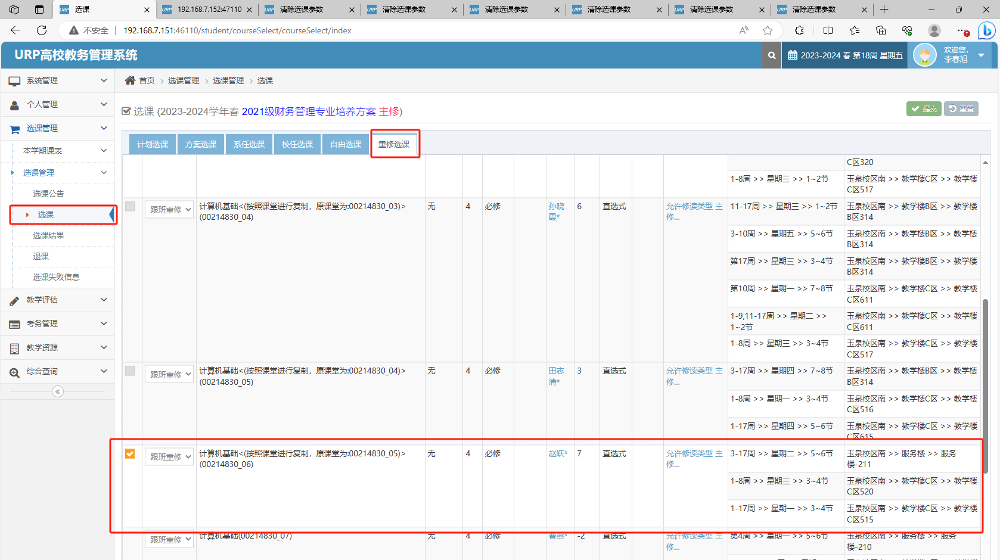 选课
192.168.7.152:47110
清除选课参数
清除选课参数
清除选课参数
清除选课参数
清除选课参数
清除选课参数
不安全
192.168.7.151:46110/student/courseSelect/courseSelect/index
URP高校教务管理系统
2023-2024 春 第18周 星期五
欢迎您,
李春旭
系统管理
个人管理
选课管理
本学期课表
选课管理
选课公告
选课
选课结果
退课
选课失败信息
教学评估
考务管理
教学资源
综合查询
首页 > 选课管理 > 选课管理 > 选课
选课 (2023-2024学年春 2021级财务管理专业培养方案 主修)
提交
重置
计划选课
方案选课
系任选课
校任选课
自由选课
重修选课
C区320
1-8周 >> 星期三 >> 1~2节
玉泉校区南 >> 教学楼C区 >> 教学楼
C区517
跟班重修
计算机基础<(按照课堂进行复制，原课堂为:00214830_03)>
(00214830_04)
无
4
必修
孙晓
霞*
6
直选式
允许修读类型 主
修...
11-17周 >> 星期三 >> 1~2节
玉泉校区南 >> 教学楼B区 >> 教学楼
B区314
3-10周 >> 星期五 >> 5~6节
玉泉校区南 >> 教学楼B区 >> 教学楼
B区314
第17周 >> 星期三 >> 3~4节
玉泉校区南 >> 教学楼B区 >> 教学楼
B区314
第10周 >> 星期一 >> 7~8节
玉泉校区南 >> 教学楼C区 >> 教学楼
C区611
1-9,11-17周 >> 星期二 >>
1~2节
玉泉校区南 >> 教学楼C区 >> 教学楼
C区611
1-8周 >> 星期三 >> 3~4节
玉泉校区南 >> 教学楼C区 >> 教学楼
C区517
跟班重修
计算机基础<(按照课堂进行复制，原课堂为:00214830_04)>
(00214830_05)
无
4
必修
田志
清*
3
直选式
允许修读类型 主
修...
3-17周 >> 星期四 >> 7~8节
玉泉校区南 >> 教学楼B区 >> 教学楼
B区314
1-8周 >> 星期一 >> 3~4节
玉泉校区南 >> 教学楼C区 >> 教学楼
C区516
1-17周 >> 星期四 >> 5~6节
玉泉校区南 >> 教学楼C区 >> 教学楼
C区615
跟班重修
计算机基础<(按照课堂进行复制，原课堂为:00214830_05)>
(00214830_06)
无
4
必修
赵跃*
7
直选式
允许修读类型 主
修...
3-17周 >> 星期二 >> 5~6节
玉泉校区南 >> 服务楼 >> 服务
楼-211
1-8周 >> 星期三 >> 3~4节
玉泉校区南 >> 教学楼C区 >> 教学楼
C区520
1-17周 >> 星期一 >> 3~4节
玉泉校区南 >> 教学楼C区 >> 教学楼
C区515
跟班重修
计算机基础(00214830_07)
无
4
必修
曹燕*
-2
直选式
允许修读类型 主
修...
第4周 >> 星期一 >> 5~6节
玉泉校区南 >> 服务楼 >> 服务
楼-210